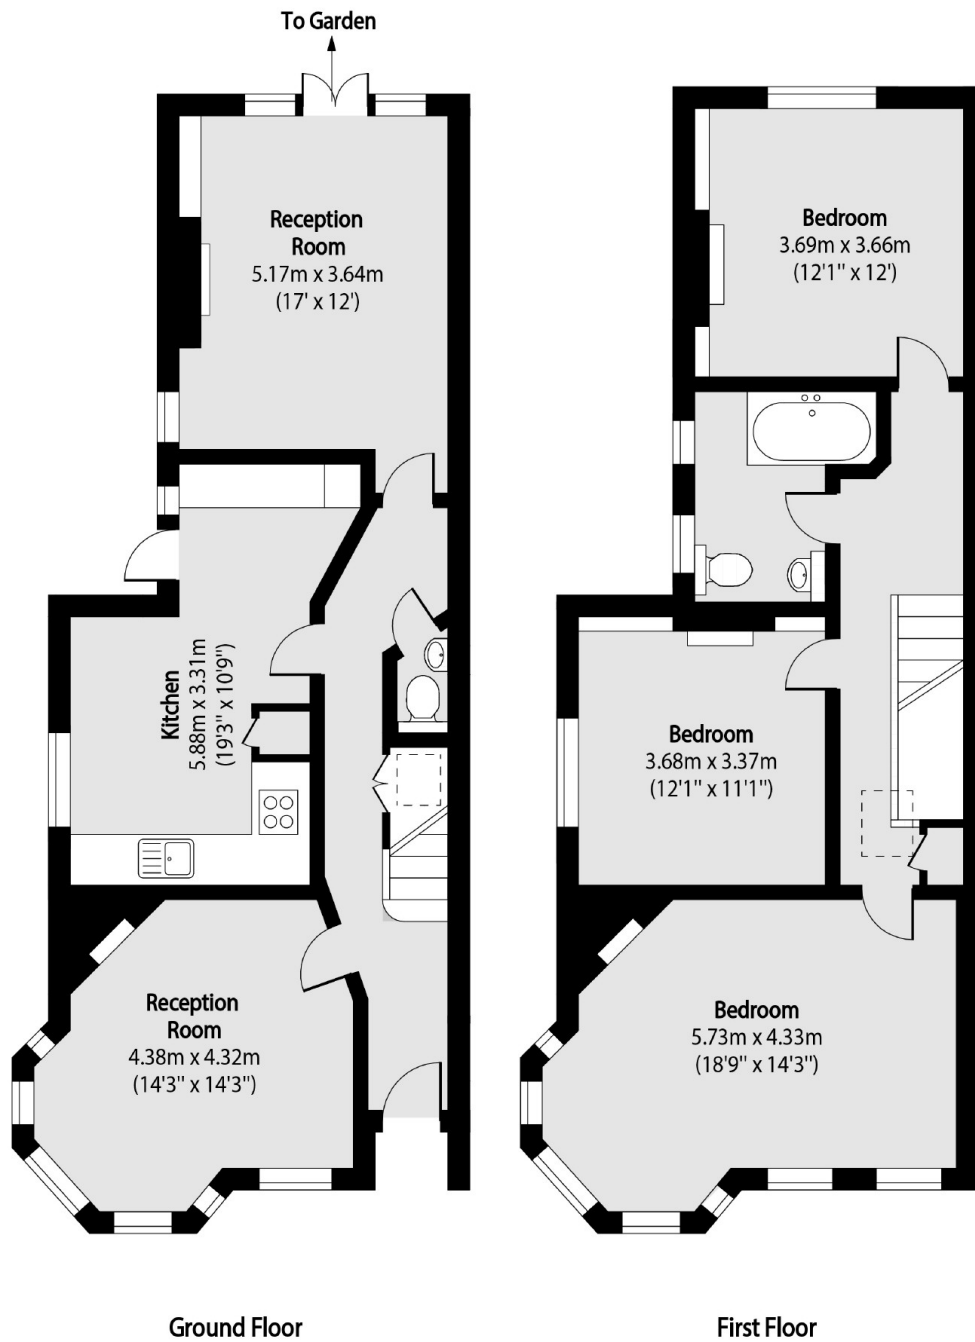 To Garden
Reception
Room
5.17m x 3.64m
(17' x 12')
Kitchen
5.88m x 3.31m
(19'3" x 10'9")
Reception
Room
4.38m x 4.32m
(14'3" x 14'3")
Ground Floor
Bedroom
3.69m x 3.66m
(12'1" x 12')
Bedroom
3.68m x 3.37m
(12'1" x 11'1")
Bedroom
5.73m x 4.33m
(18'9" x 14'3")
First Floor